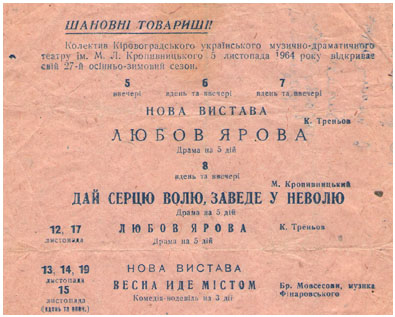 ШАНОВНІ ТОВАРИШІ!
Колектив Кіровоградського українського музично-драматичного
театру ім. М. Л. Кропивницького 5 листопада 1964 року відкриває
свій 27-й осінньо-зимовий сезон.
5 6 7
ввечері вдень та ввечері вдень та ввечері
НОВА ВИСТАВА
К. Треньов
ЛЮБОВ ЯРОВА
Драма на 5 дій
8
вдень та ввечері
М. Кропивницький
ДАЙ СЕРЦЮ ВОЛЮ, ЗАВЕДЕ У НЕВОЛЮ
Драма на 5 дій
12, 17 ЛЮБОВ ЯРОВА К. Треньов
листопада Драма на 5 дій
13, 14, 19 НОВА ВИСТАВА
листопада
15 ВЕСНА ИДЕ МІСТОМ Бр. Мовсесови, музика
листопада Фінаровського
(вдень та ввеч.) Комедія-водевіль на 3 дії